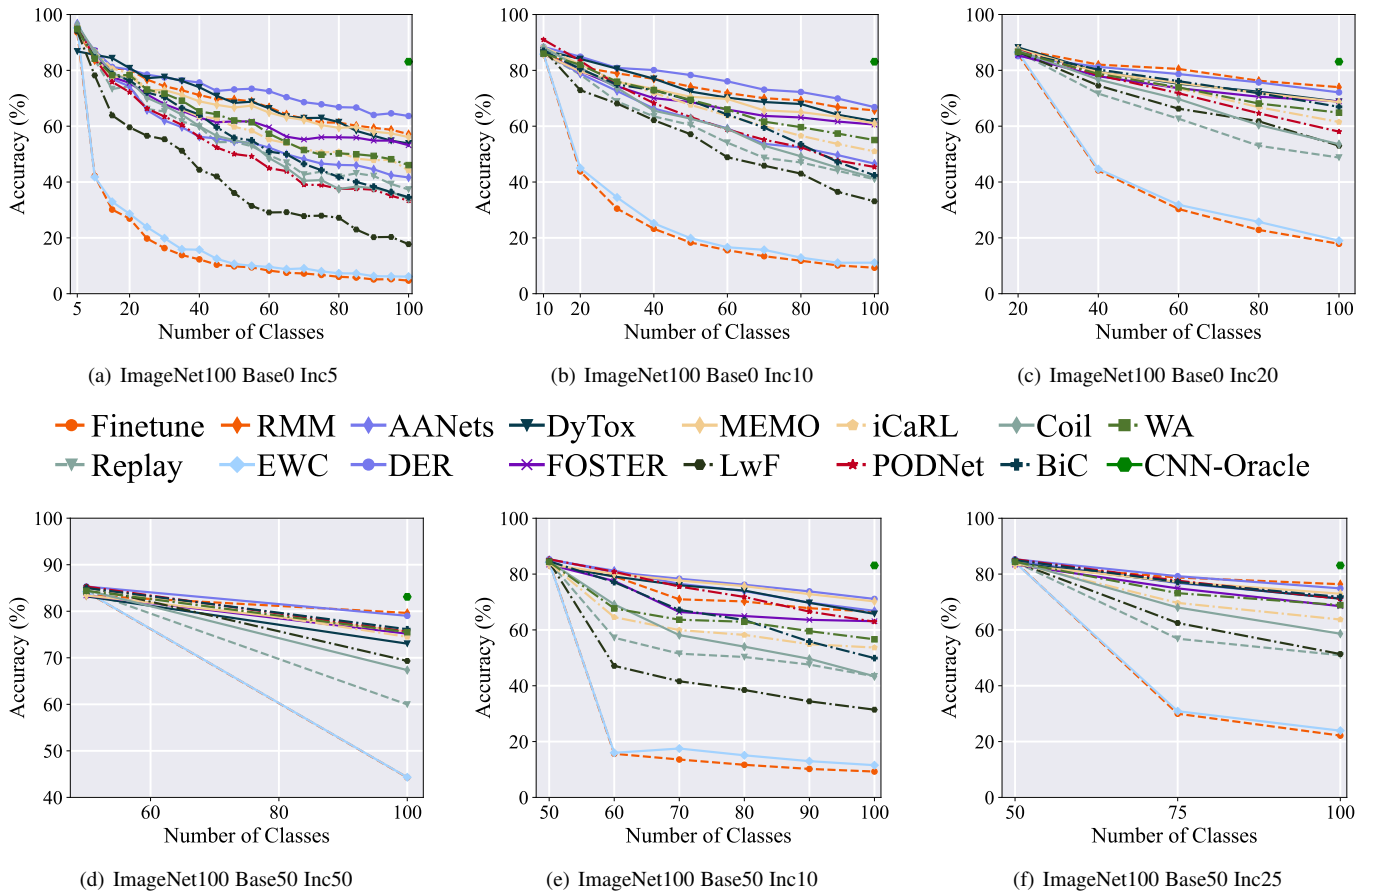 100
80
60
40
20
0
Accuracy (%)
5 20 40 60 80 100
Number of Classes
(a) ImageNet100 Base0 Inc5
100
80
60
40
20
0
Accuracy (%)
10 20 40 60 80 100
Number of Classes
(b) ImageNet100 Base0 Inc10
100
80
60
40
20
0
Accuracy (%)
20 40 60 80 100
Number of Classes
(c) ImageNet100 Base0 Inc20
Finetune RMM AANets DyTox MEMO iCaRL Coil WA
Replay EWC DER FOSTER LwF PODNet BiC CNN-Oracle
100
90
80
70
60
50
40
Accuracy (%)
60 80 100
Number of Classes
(d) ImageNet100 Base50 Inc50
100
80
60
40
20
0
Accuracy (%)
50 60 70 80 90 100
Number of Classes
(e) ImageNet100 Base50 Inc10
100
80
60
40
20
0
Accuracy (%)
50 75 100
Number of Classes
(f) ImageNet100 Base50 Inc25